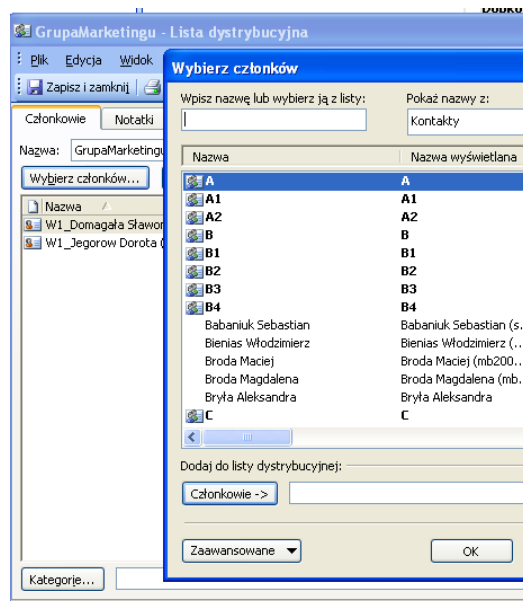 GrupaMarketingu - Lista dystrybucyjna
Plik Edycja Widok
Zapisz i zamknij
Członkowie Notatki
Nazwa: GrupaMarketingu
Wybierz członków...
Nazwa
W1_Domagała Sławor
W1_Jegorow Dorota (
Kategorie...
Wybierz członków
Wpisz nazwę lub wybierz ją z listy: Pokaż nazwy z:
Kontakty
Nazwa Nazwa wyświetlana
A A
A1 A1
A2 A2
B B
B1 B1
B2 B2
B3 B3
B4 B4
Babaniuk Sebastian Babaniuk Sebastian (s.
Bienias Włodzimierz Bienias Włodzimierz (..
Broda Maciej Broda Maciej (mb200..
Broda Magdalena Broda Magdalena (mb.
Bryła Aleksandra Bryła Aleksandra
C C
Dodaj do listy dystrybucyjnej:
Członkowie ->
Zaawansowane OK